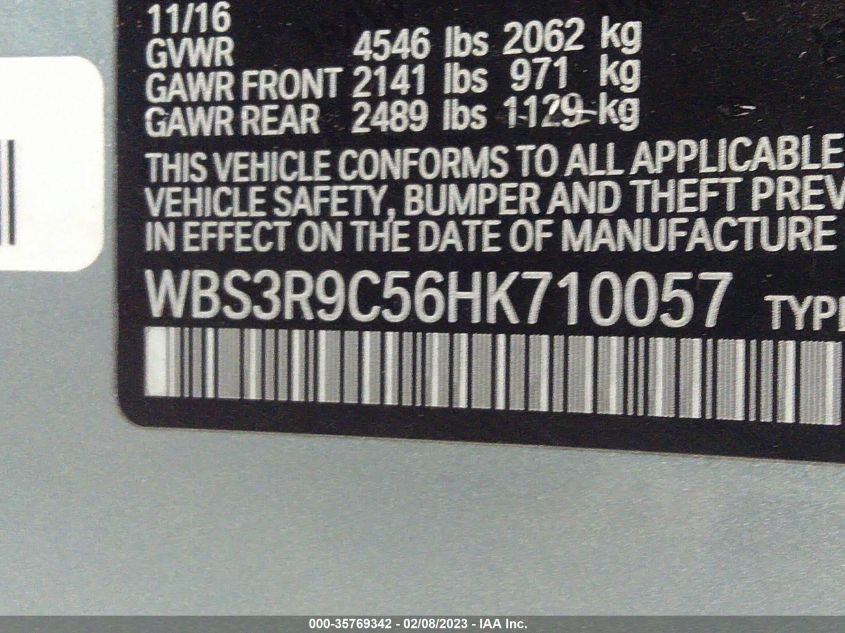 11/16
GVWR 4546 lbs 2062 kg
GAWR FRONT 2141 lbs 971 kg
GAWR REAR 2489 lbs 1129 kg
THIS VEHICLE CONFORMS TO ALL APPLICABLE
VEHICLE SAFETY, BUMPER AND THEFT PREV
IN EFFECT ON THE DATE OF MANUFACTURE
WBS3R9C56HK710057 TYPE
000-35769342 - 02/08/2023 - IAA Inc.